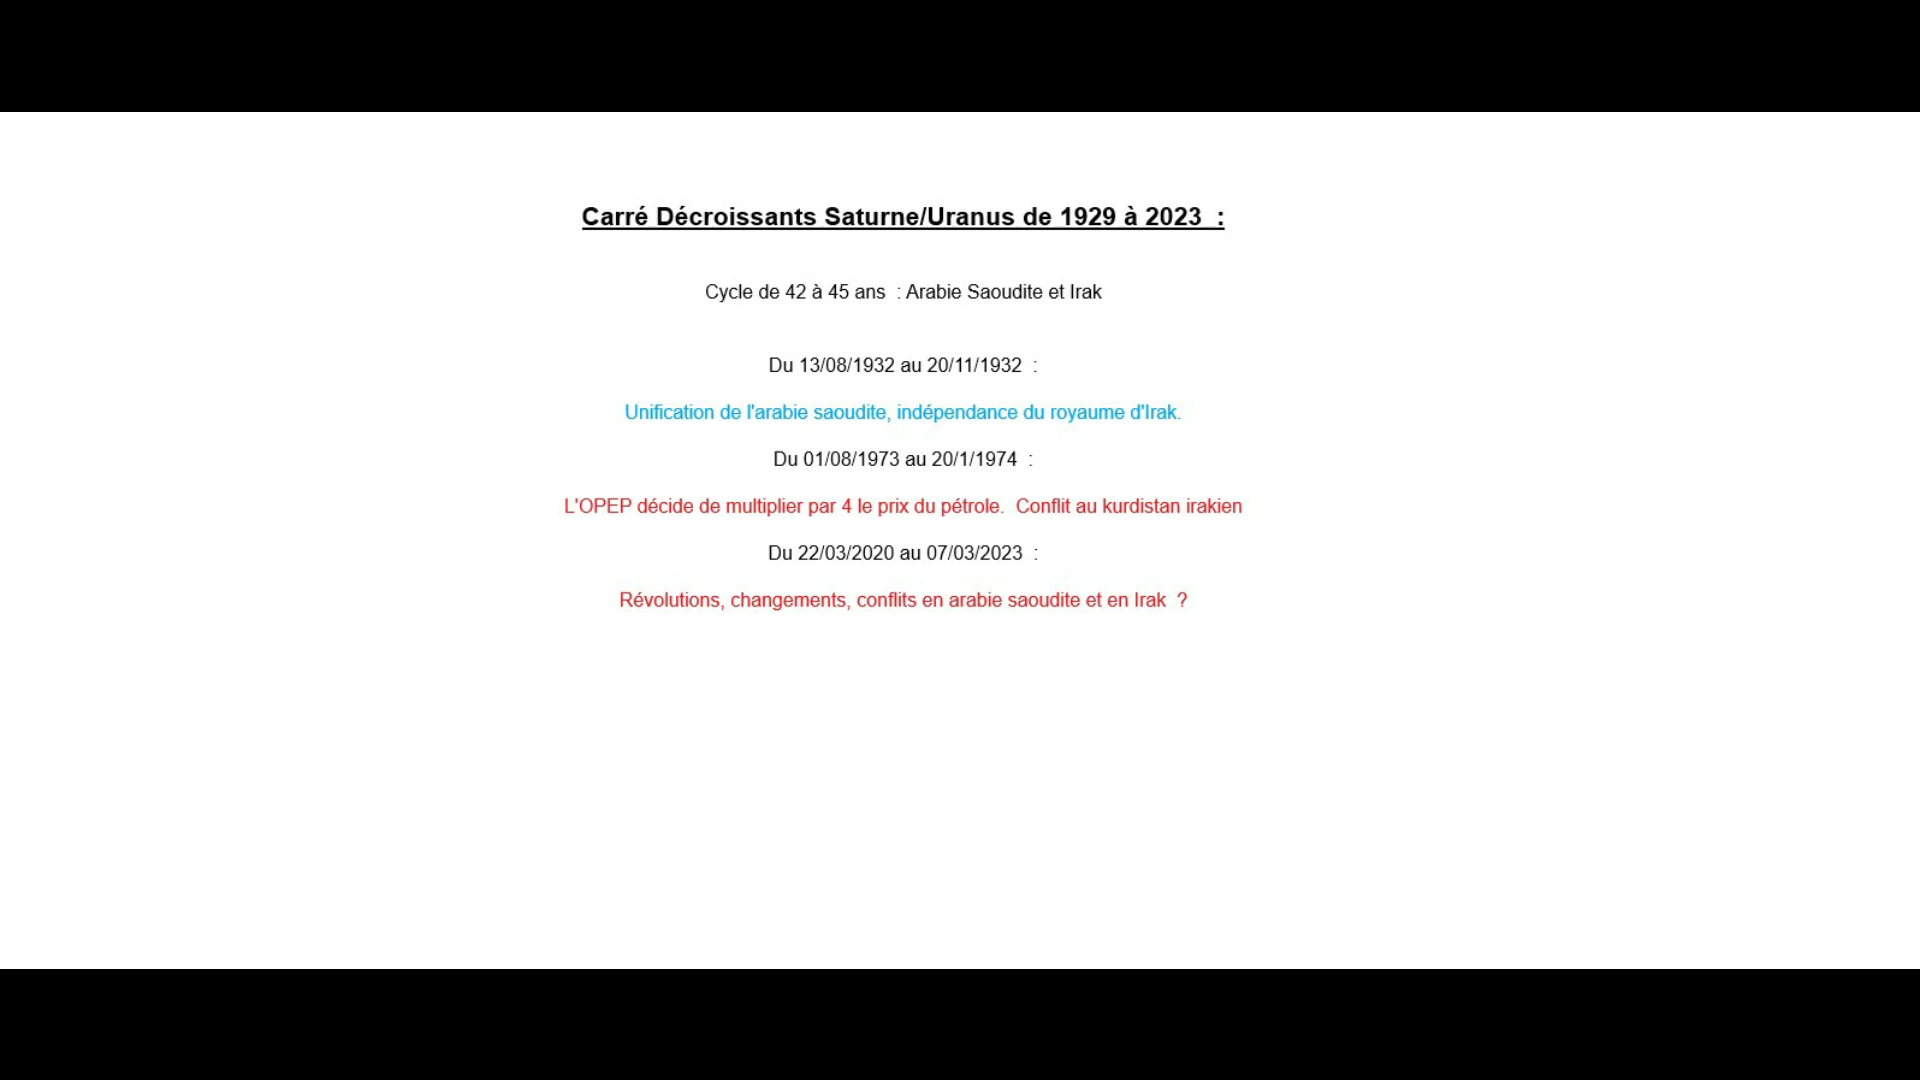 Carré Décroissants Saturne/Uranus de 1929 à 2023  :
Cycle de 42 à 45 ans  : Arabie Saoudite et Irak
Du 13/08/1932 au 20/11/1932  :
Unification de l'arabie saoudite, indépendance du royaume d'Irak.
Du 01/08/1973 au 20/1/1974  :
L'OPEP décide de multiplier par 4 le prix du pétrole.  Conflit au kurdistan irakien
Du 22/03/2020 au 07/03/2023  :
Révolutions, changements, conflits en arabie saoudite et en Irak  ?